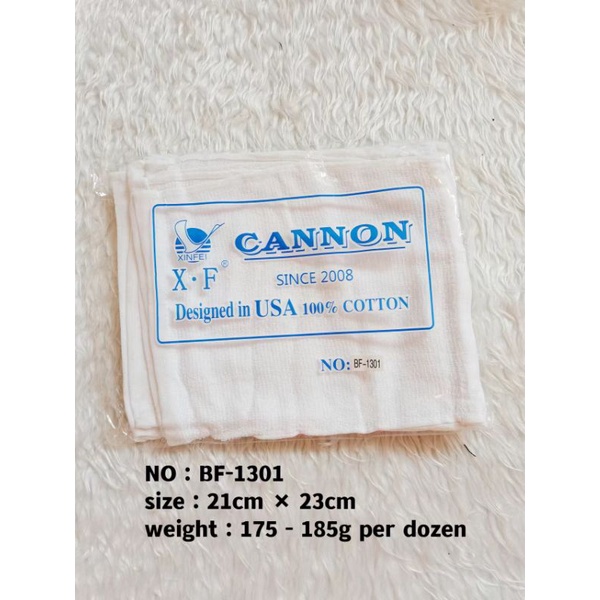 XINFEI
CANNON
X·F®
SINCE 2008
Designed in USA 100% COTTON
NO: BF-1301
NO : BF-1301
size : 21cm × 23cm
weight : 175 - 185g per dozen